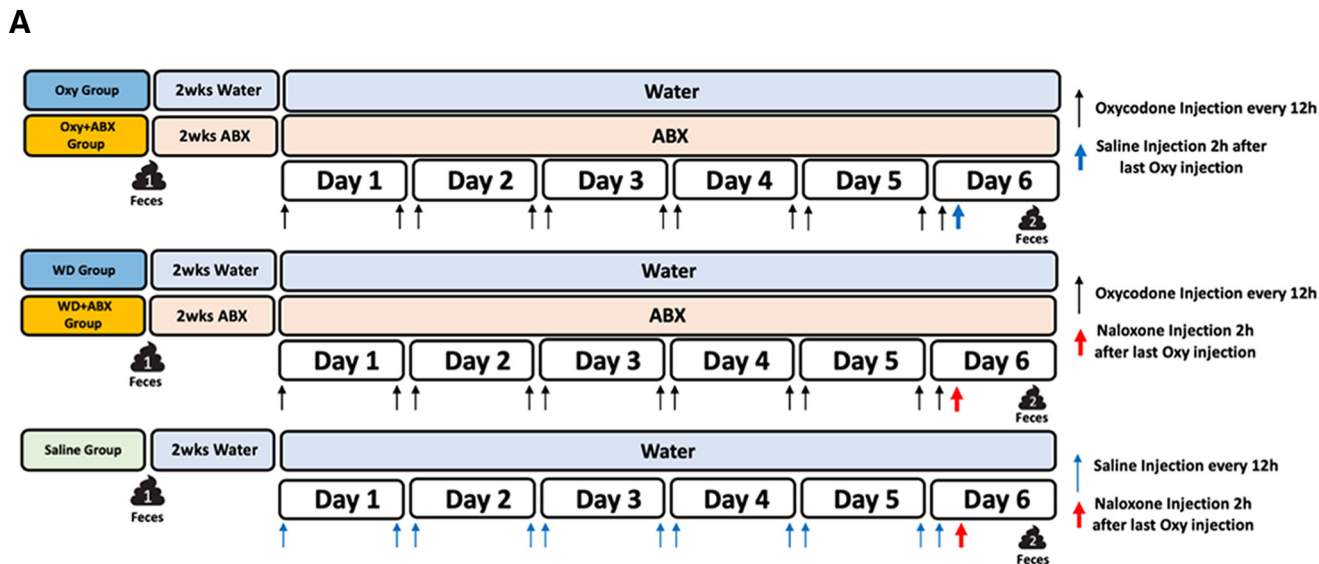 A
Oxy Group
2wks Water
Water
Oxy+ABX
Group
2wks ABX
ABX
Day 1
Day 2
Day 3
Day 4
Day 5
Day 6
1
Feces
2
Feces
Oxycodone Injection every 12h
Saline Injection 2h after
last Oxy injection
WD Group
2wks Water
Water
WD+ABX
Group
2wks ABX
ABX
Day 1
Day 2
Day 3
Day 4
Day 5
Day 6
1
Feces
2
Feces
Oxycodone Injection every 12h
Naloxone Injection 2h
after last Oxy injection
Saline Group
2wks Water
Water
Day 1
Day 2
Day 3
Day 4
Day 5
Day 6
1
Feces
2
Feces
Saline Injection every 12h
Naloxone Injection 2h
after last Oxy injection